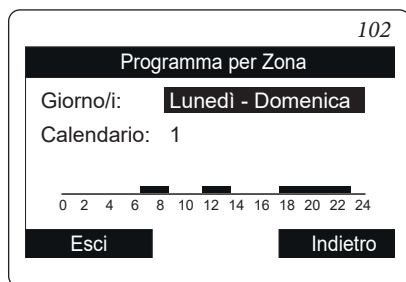 102
Programma per Zona
Giorno/i: Lunedì - Domenica
Calendario: 1
0 2 4 6 8 10 12 14 16 18 20 22 24
Esci Indietro